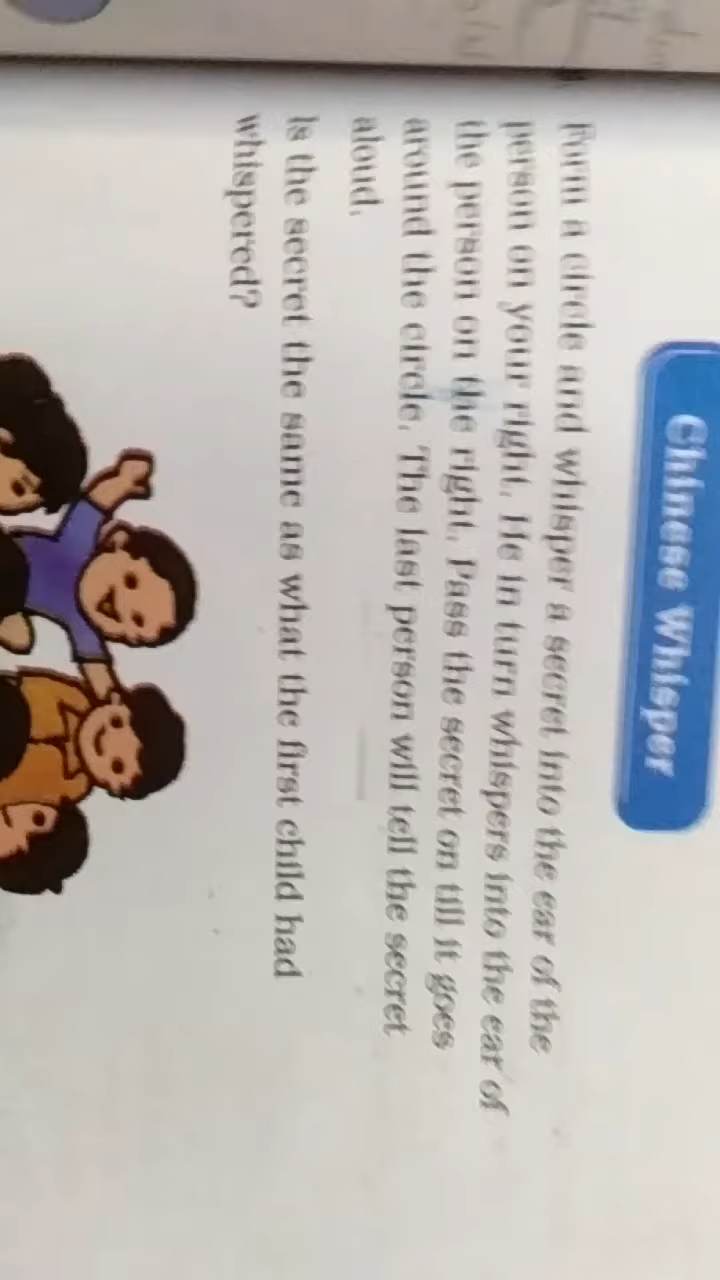 Chinese Whisper
Form a circle and whisper a secret into the ear of the
person on your right. He in turn whispers into the ear of
the person on the right. Pass the secret on till it goes
around the circle. The last person will tell the secret
aloud.
Is the secret the same as what the first child had
whispered?